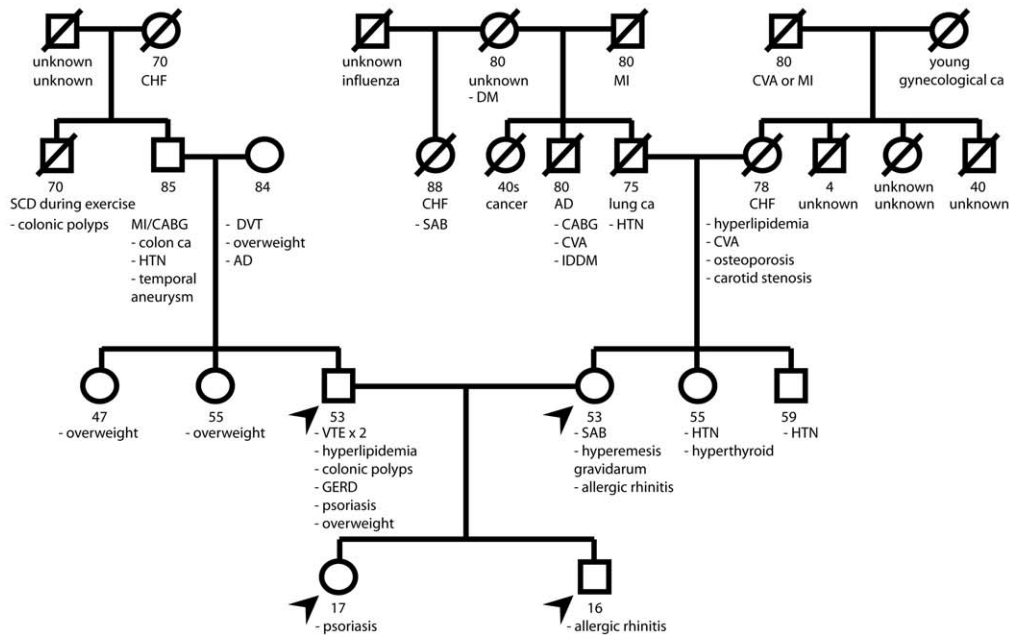 unknown
unknown
70
CHF
unknown
influenza
80
unknown
- DM
80
MI
80
CVA or MI
young
gynecological ca
70
SCD during exercise
- colonic polyps
85
MI/CABG
- colon ca
- HTN
- temporal
aneurysm
84
- DVT
- overweight
- AD
88
CHF
- SAB
40s
cancer
80
AD
- CABG
- CVA
- IDDM
75
lung ca
- HTN
78
CHF
- hyperlipidemia
- CVA
- osteoporosis
- carotid stenosis
4
unknown
unknown
unknown
40
unknown
47
- overweight
55
- overweight
53
- VTE x 2
- hyperlipidemia
- colonic polyps
- GERD
- psoriasis
- overweight
53
- SAB
- hyperemesis
gravidarum
- allergic rhinitis
55
- HTN
- hyperthyroid
59
- HTN
17
- psoriasis
16
- allergic rhinitis